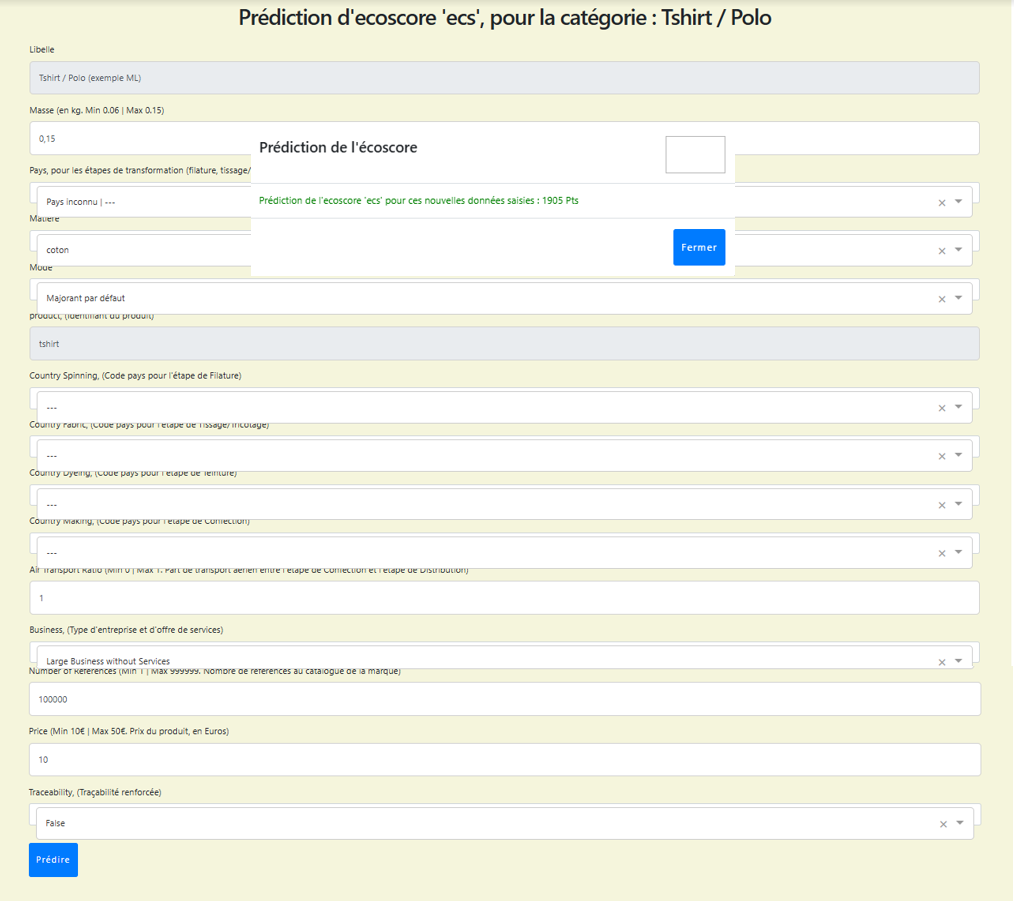 Prédiction d'ecoscore 'ecs', pour la catégorie : Tshirt / Polo
Libelle
Tshirt / Polo (exemple ML)
Masse (en kg. Min 0.06 | Max 0.15)
0,15
Prédiction de l'écoscore
Pays, pour les étapes de transformation (filature, tissage/
Prédiction de l'ecoscore 'ecs' pour ces nouvelles données saisies : 1905 Pts
Pays inconnu | ---
Matière
coton
Fermer
Mode
Majorant par défaut
product, (Identifiant du produit)
tshirt
Country Spinning, (Code pays pour l'étape de Filature)
---
Country Fabric, (Code pays pour l'étape de Tissage/Tricotage)
---
Country Dyeing, (Code pays pour l'étape de Teinture)
---
Country Making, (Code pays pour l'étape de Confection)
---
Air Transport Ratio (Min 0 | Max 1. Part de transport aérien entre l'étape de Confection et l'étape de Distribution)
1
Business, (Type d'entreprise et d'offre de services)
Large Business without Services
Number of References (Min 1 | Max 999999. Nombre de références au catalogue de la marque)
100000
Price (Min 10€ | Max 50€. Prix du produit, en Euros)
10
Traceability, (Traçabilité renforcée)
False
Prédire